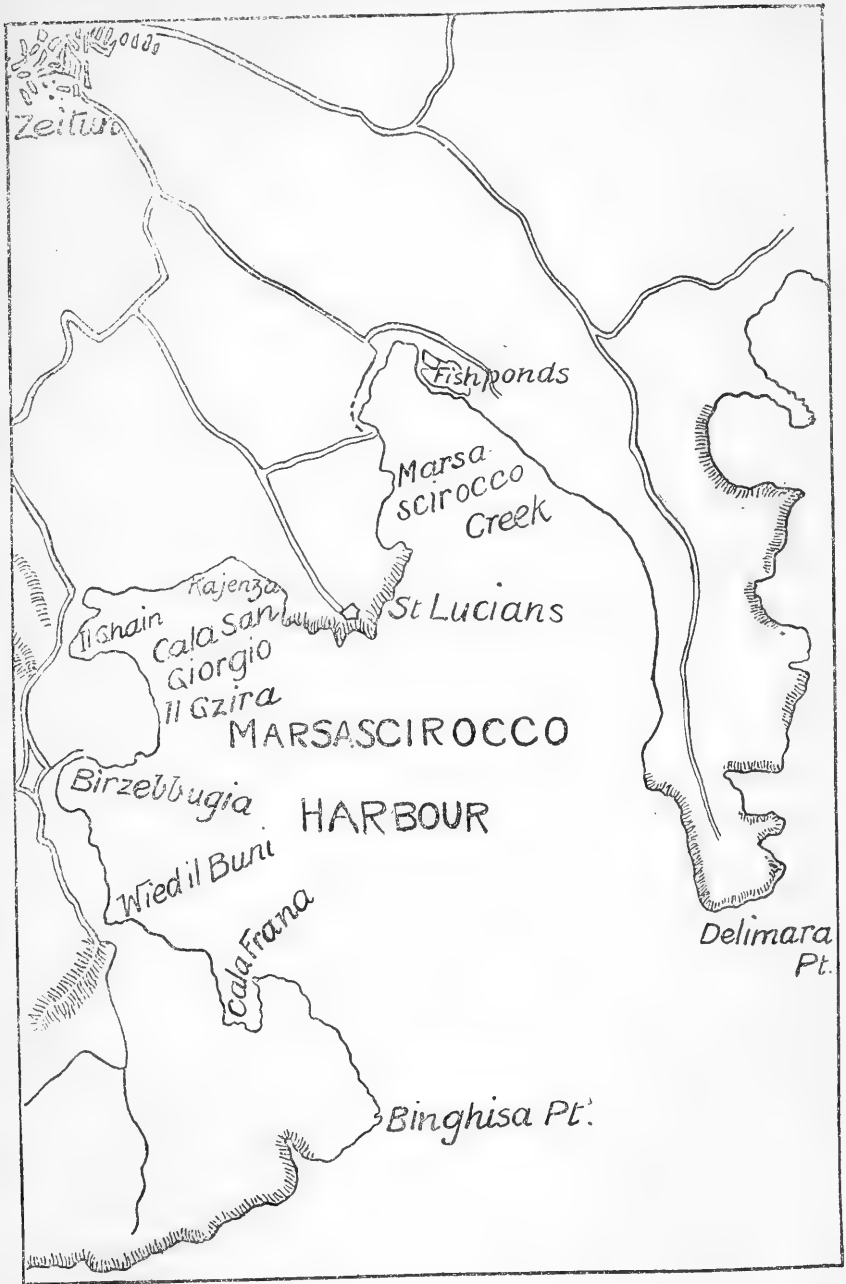 Zeitun
Fishponds
Marsa-
scirocco
Creek
Kajenza
Il Ghain
Cala San
Giorgio
Il Gzira
St Lucians
MARSASCIROCCO
HARBOUR
Birzebbugia
Wied il Buni
Cala Frana
Delimara
Pt.
Binghisa Pt.